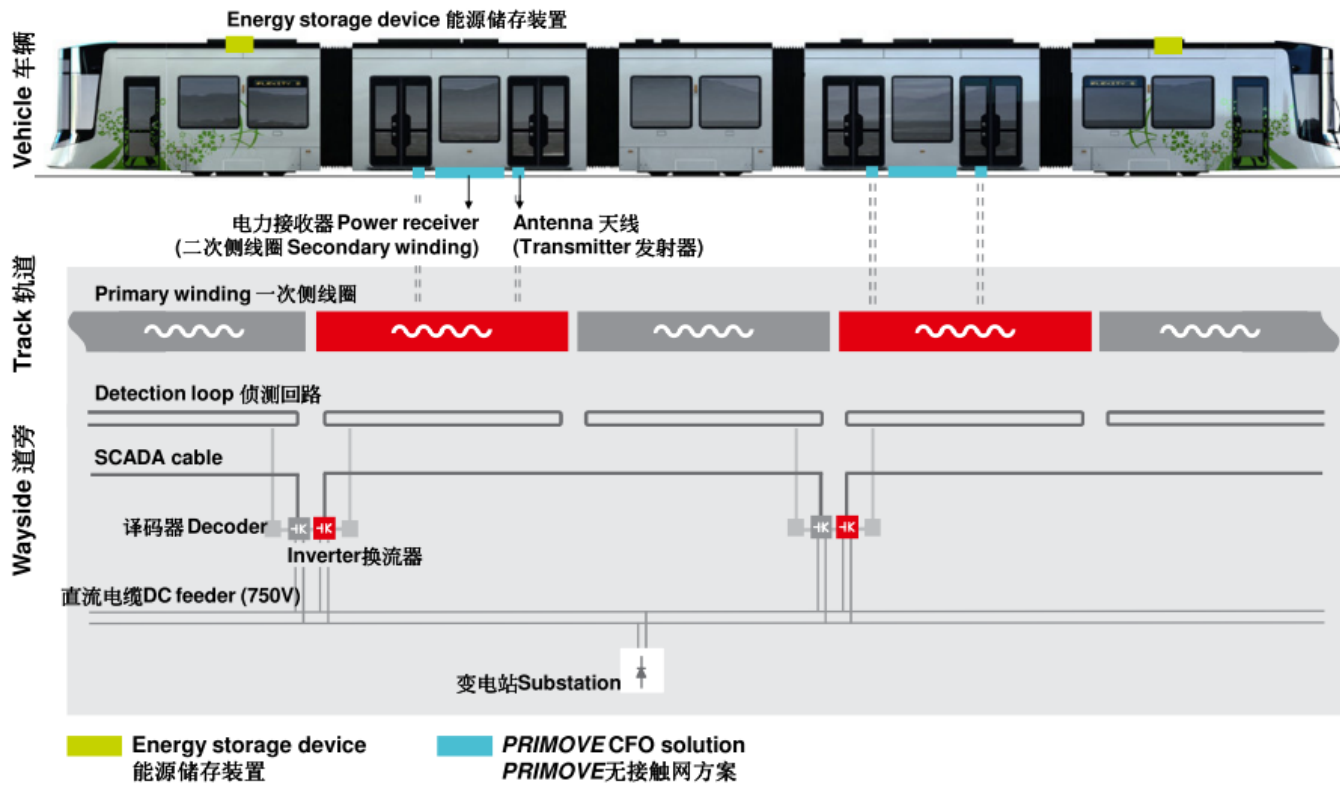 Energy storage device 能源储存装置
Vehicle 车辆
电力接收器 Power receiver
(二次侧线圈 Secondary winding)
Antenna 天线
(Transmitter 发射器)
Track 轨道
Primary winding 一次侧线圈
Detection loop 侦测回路
Wayside 道旁
SCADA cable
译码器 Decoder
Inverter换流器
直流电缆DC feeder (750V)
变电站Substation
Energy storage device
能源储存装置
PRIMOVE CFO solution
PRIMOVE无接触网方案